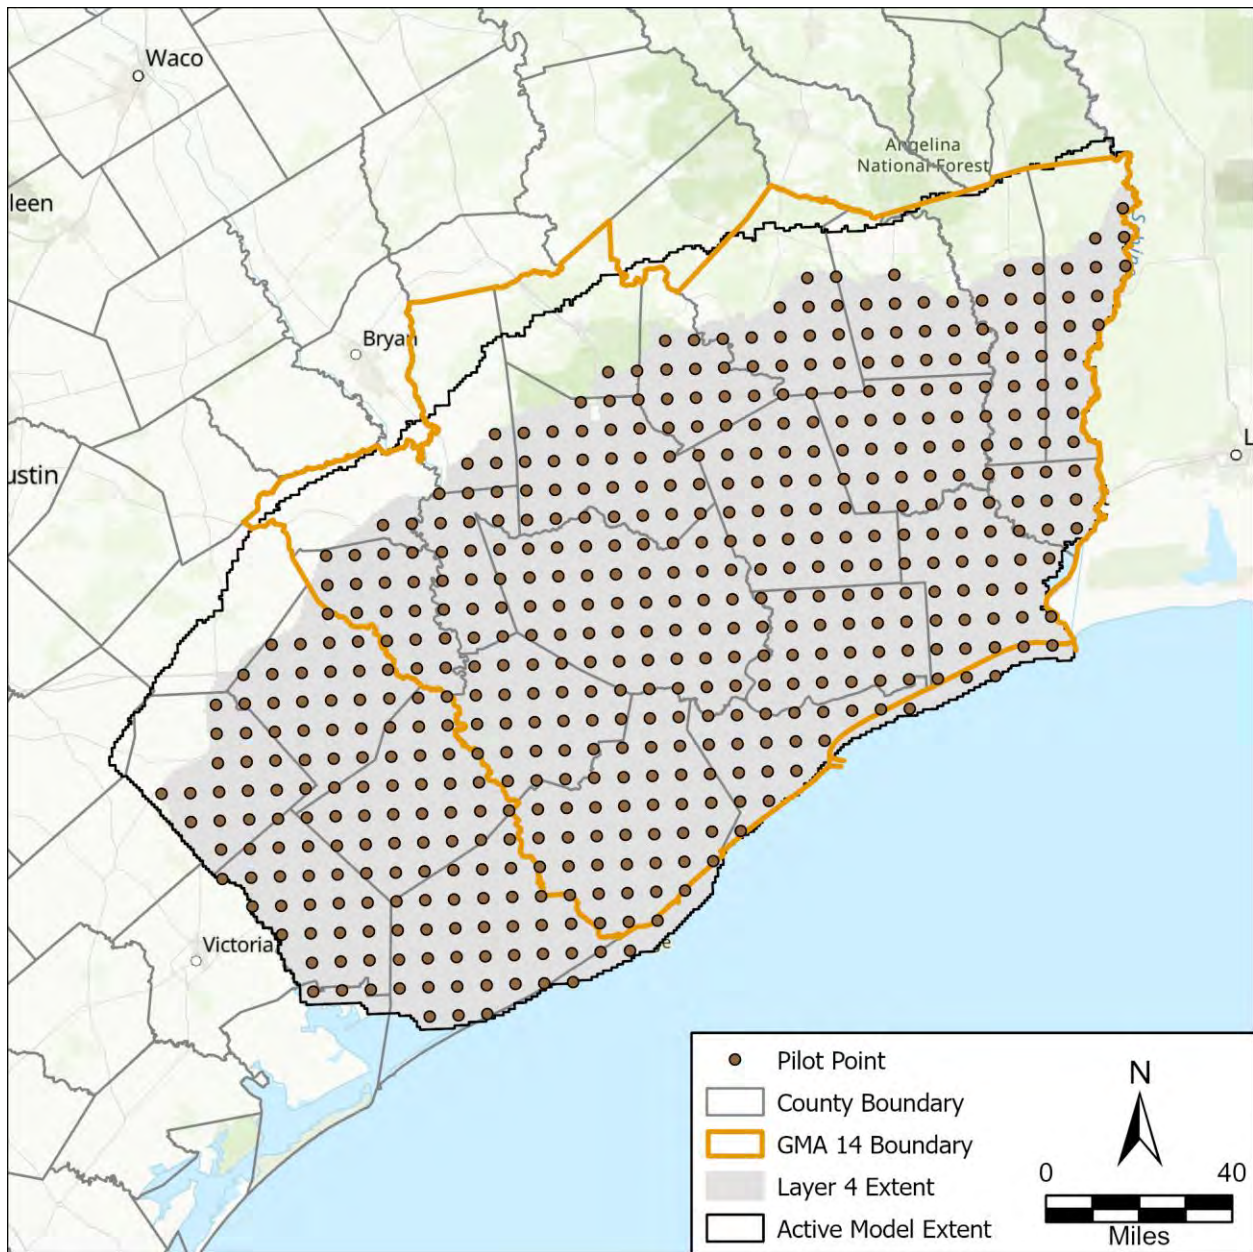 Waco
Angelina
National Forest
leen
Sabine
Bryan
L
ustin
Victoria
e
Pilot Point
County Boundary
GMA 14 Boundary
Layer 4 Extent
Active Model Extent
N
0 40
Miles